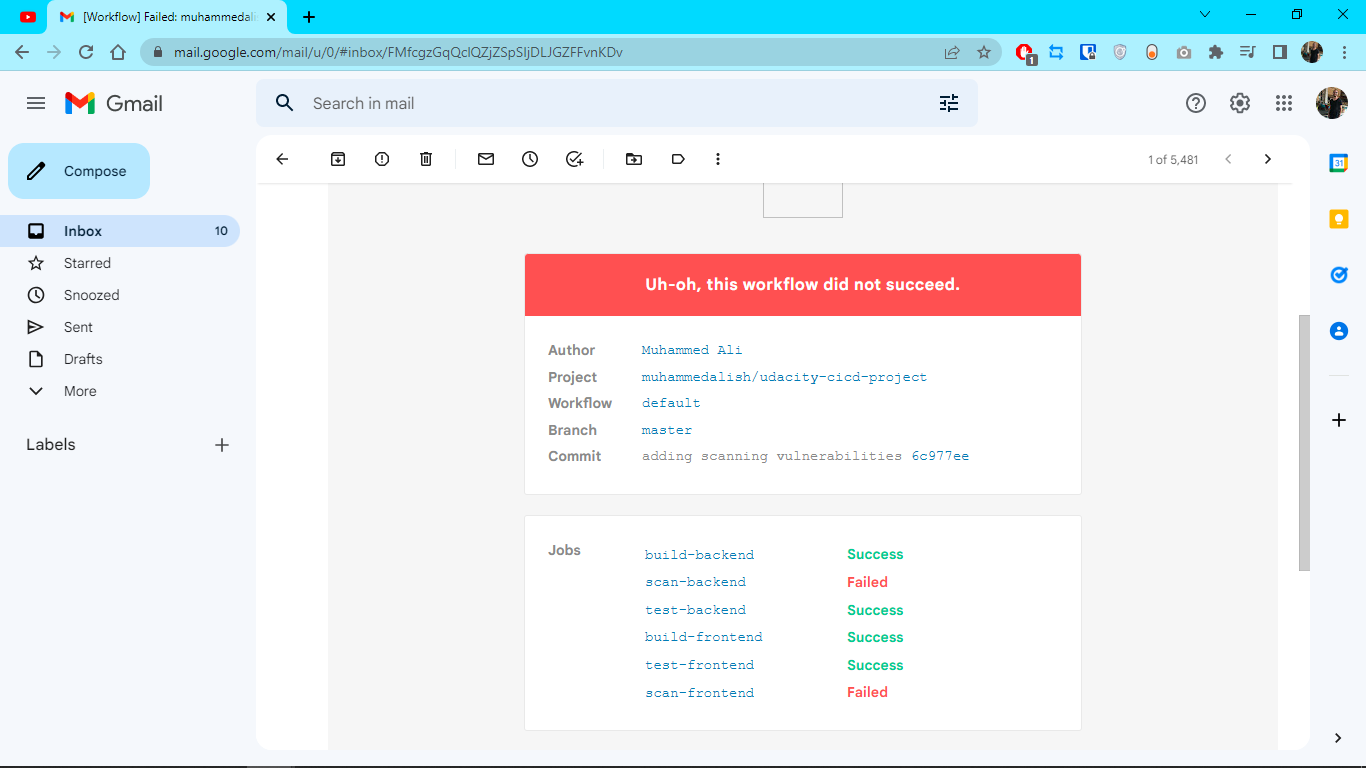 [Workflow] Failed: muhammedalis
mail.google.com/mail/u/0/#inbox/FMfcgzGqQclQZjZSpSljDLJGZFFvnKDv
1
Gmail
Search in mail
Compose
1 of 5,481
31
Inbox 10
Starred
Snoozed
Sent
Drafts
More
Labels
Uh-oh, this workflow did not succeed.
Author Muhammed Ali
Project muhammedalish/udacity-cicd-project
Workflow default
Branch master
Commit adding scanning vulnerabilities 6c977ee
Jobs
build-backend Success
scan-backend Failed
test-backend Success
build-frontend Success
test-frontend Success
scan-frontend Failed